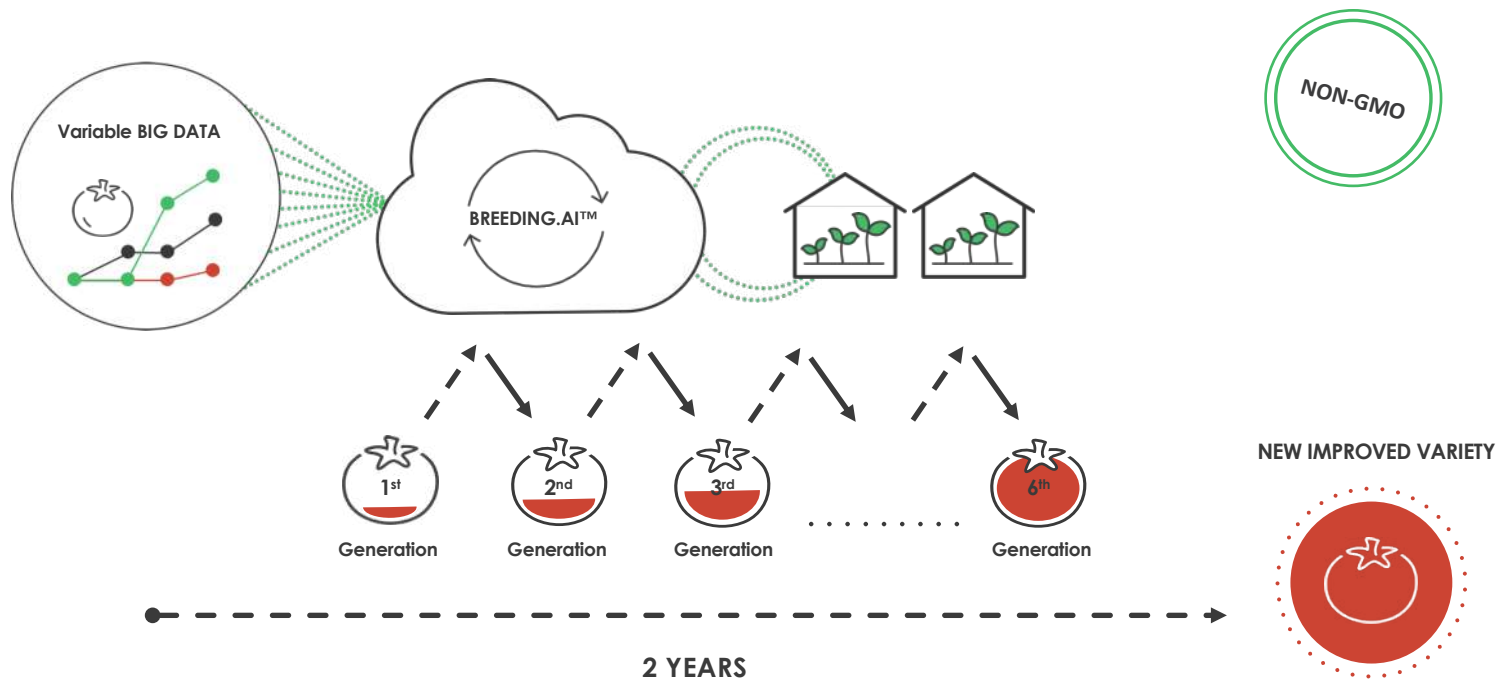 Variable BIG DATA
BREEDING.AI™
NON-GMO
1st
2nd
3rd
6th
Generation
Generation
Generation
Generation
NEW IMPROVED VARIETY
2 YEARS